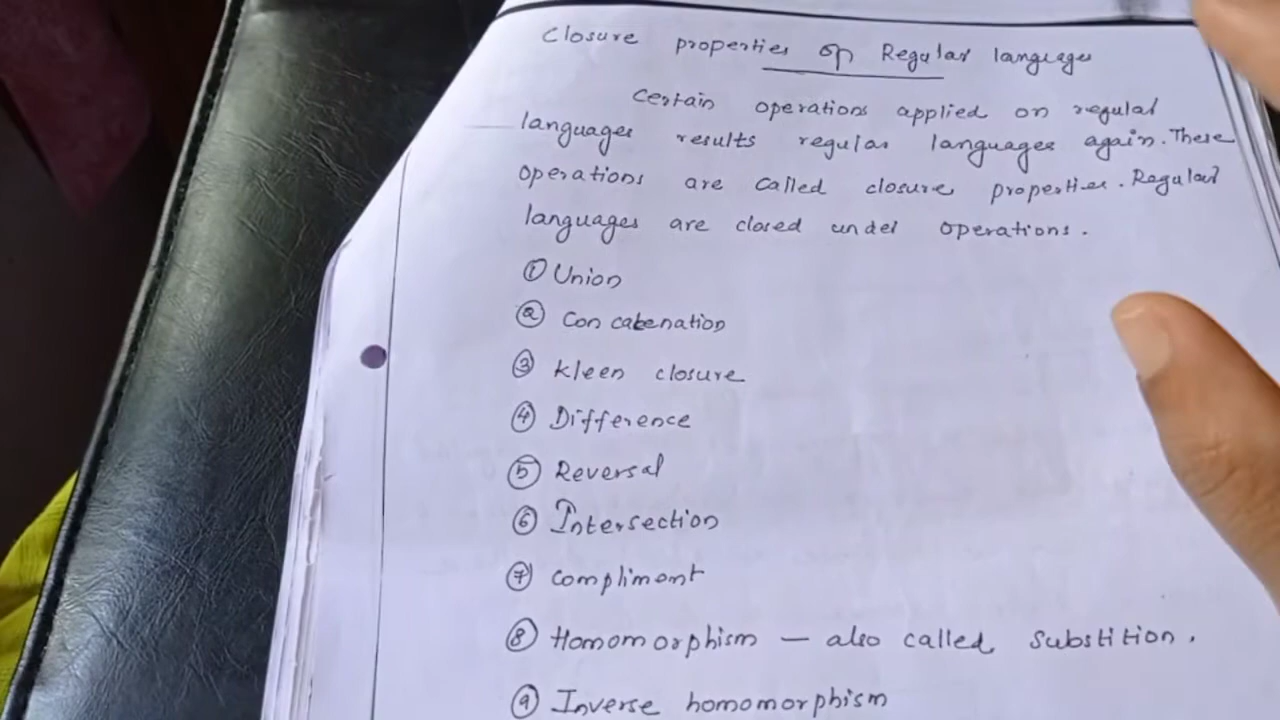 Closure properties of Regular languages
Certain operations applied on regular
languages results regular languages again. These
operations are called closure properties. Regular
languages are closed under operations.
① Union
② Concatenation
③ Kleen closure
④ Difference
⑤ Reversal
⑥ Intersection
⑦ Compliment
⑧ Homomorphism — also called Substition.
⑨ Inverse homomorphism